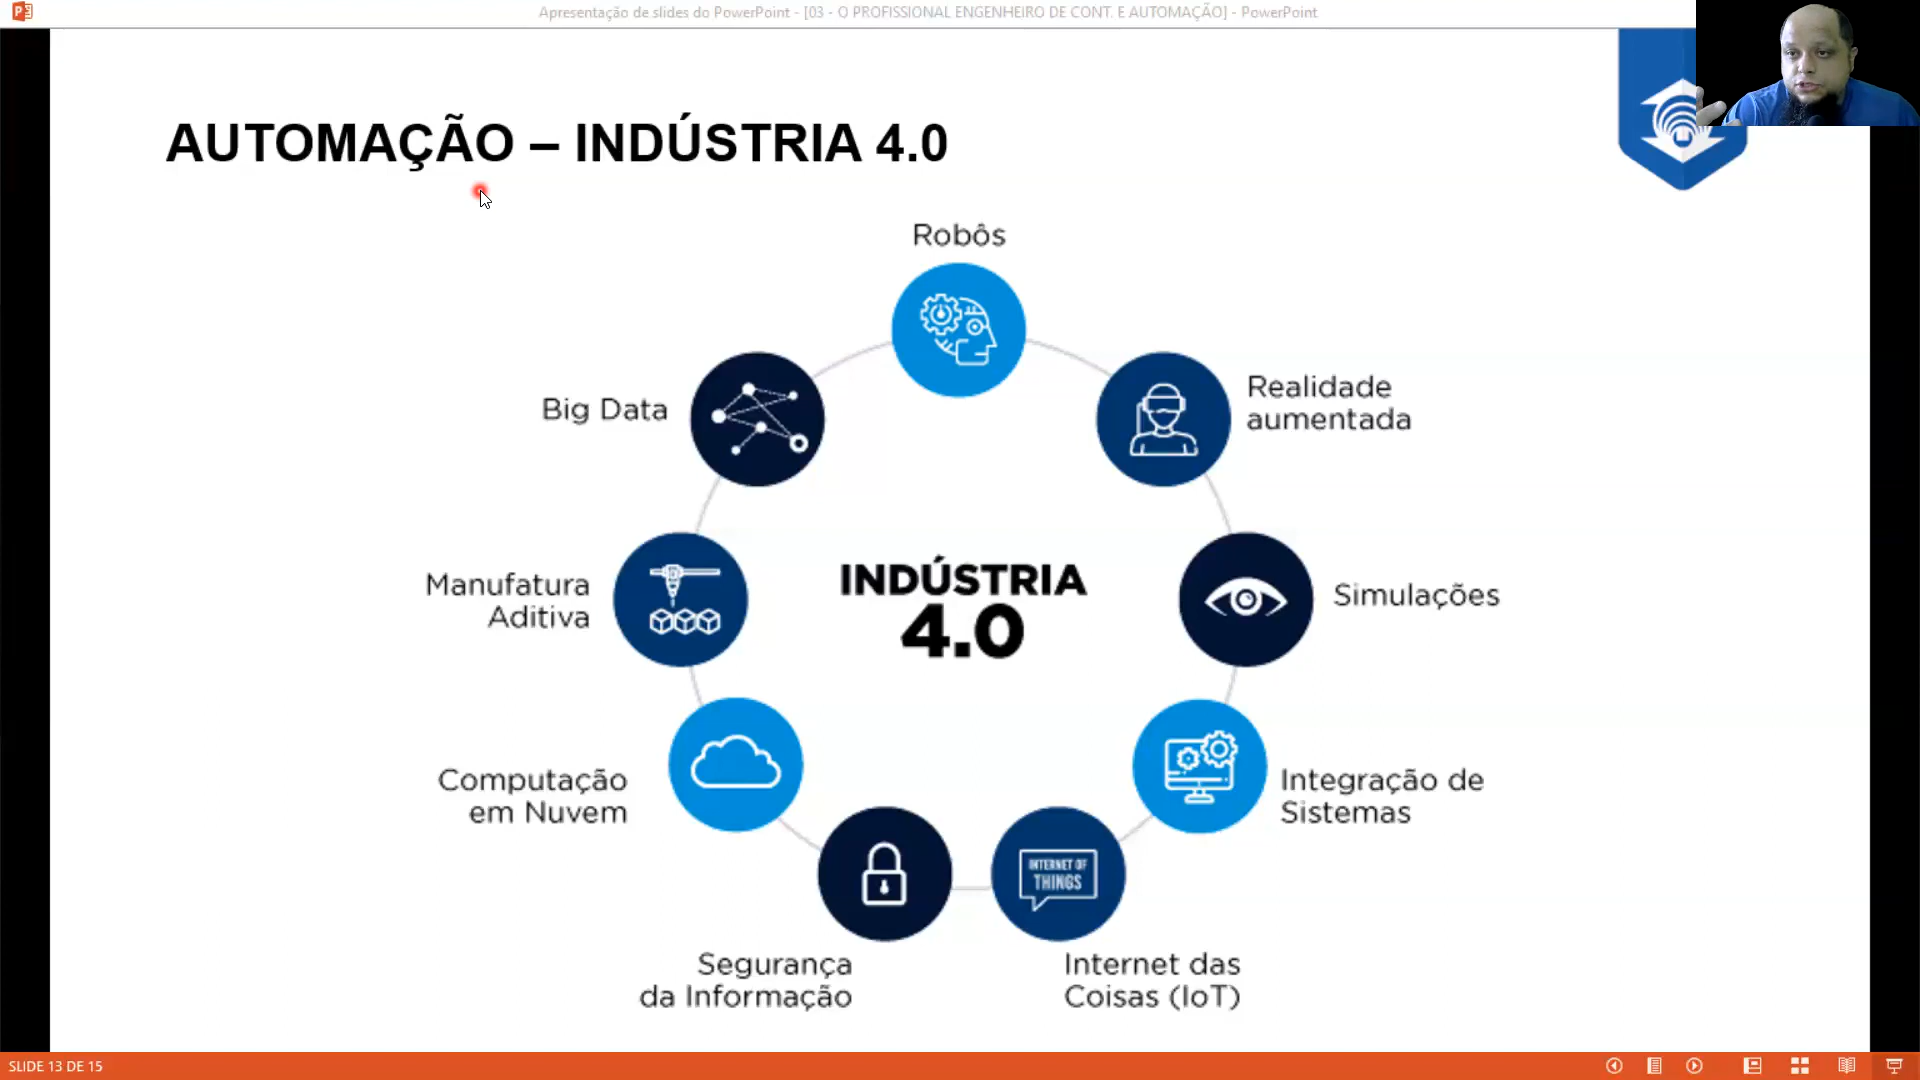 Apresentação de slides do PowerPoint - [03 - O PROFISSIONAL ENGENHEIRO DE CONT. E AUTOMAÇÃO] - PowerPoint
AUTOMAÇÃO – INDÚSTRIA 4.0
Robôs
Realidade
aumentada
Big Data
Manufatura
Aditiva
INDÚSTRIA
4.0
Simulações
Computação
em Nuvem
Integração de
Sistemas
INTERNET OF
THINGS
Segurança
da Informação
Internet das
Coisas (IoT)
SLIDE 13 DE 15